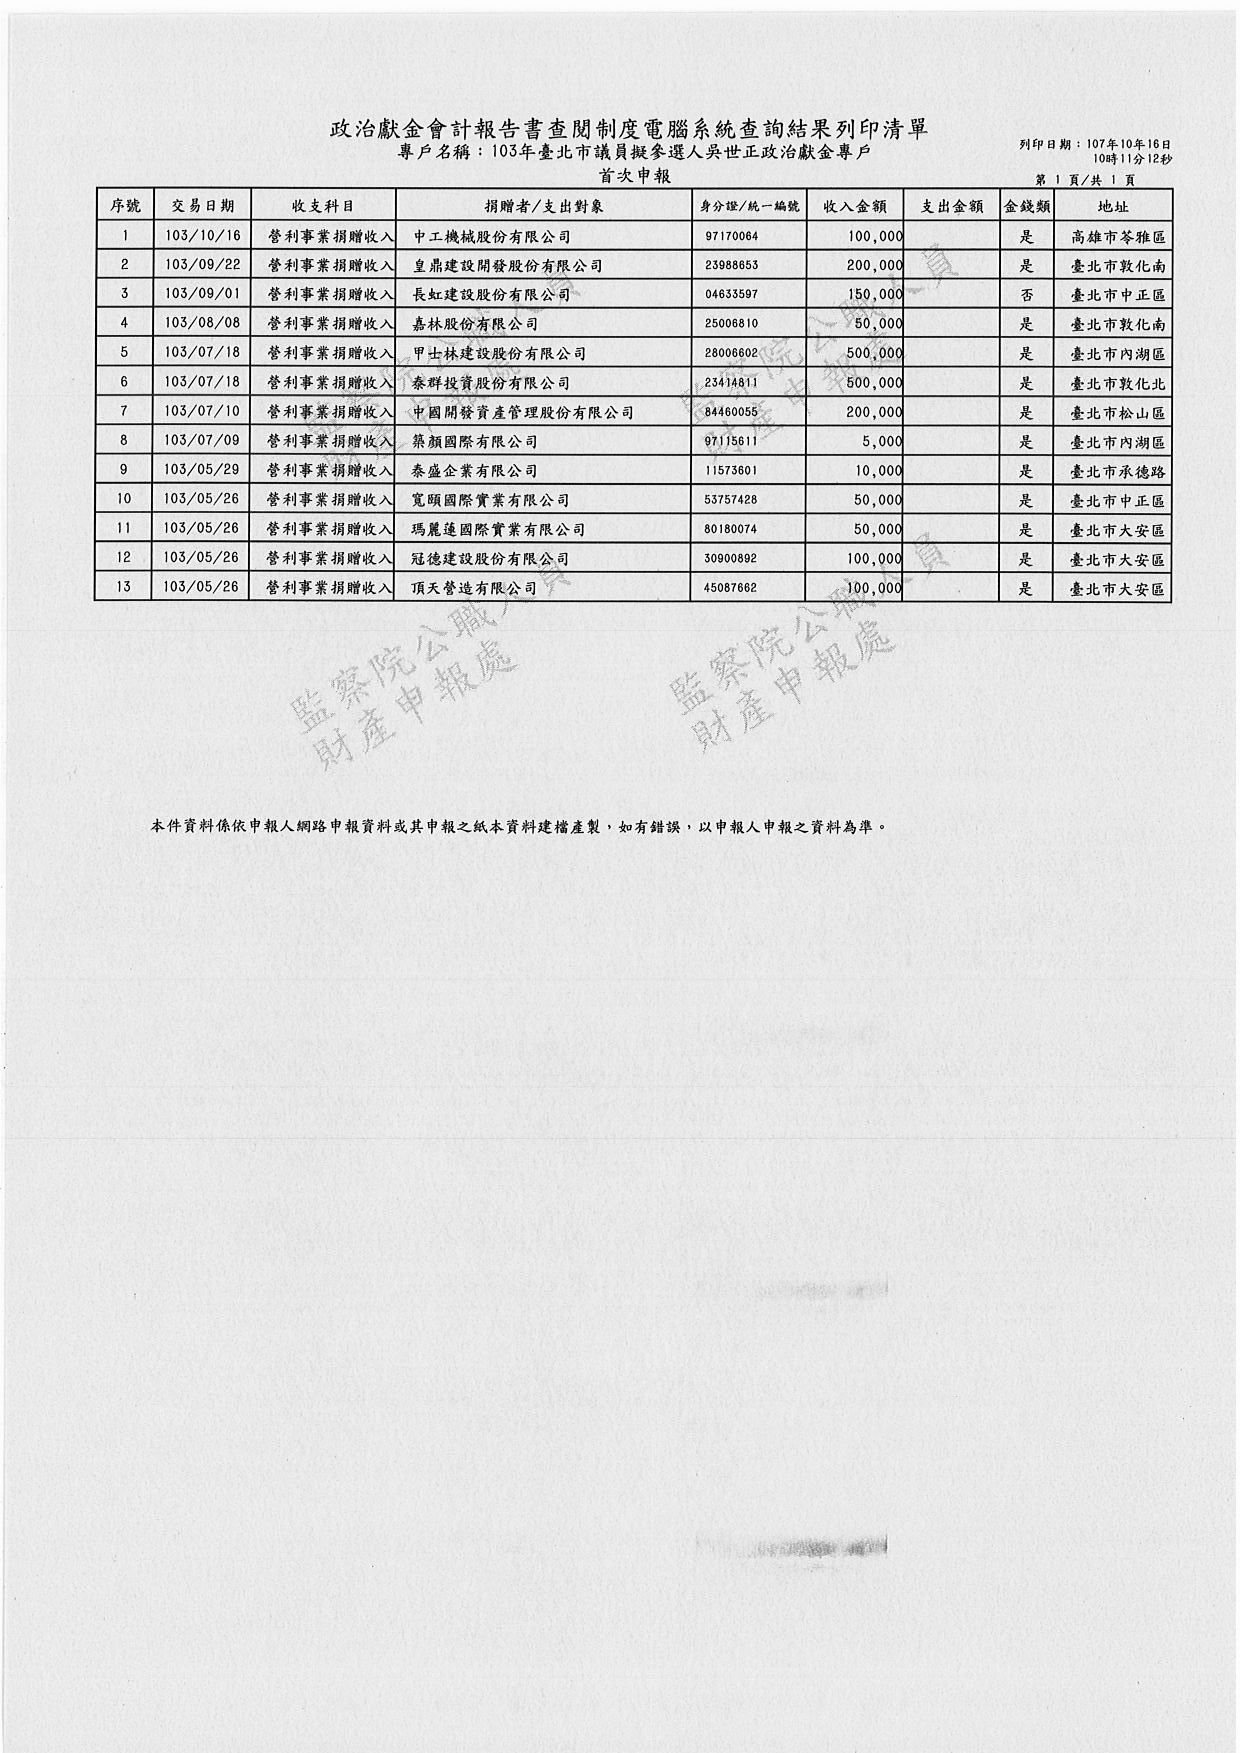 政治獻金會計報告書查閱制度電腦系統查詢結果列印清單
專戶名稱：103年臺北市議員擬參選人吳世正政治獻金專戶
首次申報
列印日期：107年10年16日
10時11分12秒
第 1 頁/共 1 頁
序號 交易日期 收支科目 捐贈者/支出對象 身分證/統一編號 收入金額 支出金額 金錢類 地址
1 103/10/16 營利事業捐贈收入 中工機械股份有限公司 97170064 100,000 是 高雄市苓雅區
2 103/09/22 營利事業捐贈收入 皇鼎建設開發股份有限公司 23988653 200,000 是 臺北市敦化南
3 103/09/01 營利事業捐贈收入 長虹建設股份有限公司 04633597 150,000 否 臺北市中正區
4 103/08/08 營利事業捐贈收入 嘉林股份有限公司 25006810 50,000 是 臺北市敦化南
5 103/07/18 營利事業捐贈收入 甲士林建設股份有限公司 28006602 500,000 是 臺北市內湖區
6 103/07/18 營利事業捐贈收入 泰群投資股份有限公司 23414811 500,000 是 臺北市敦化北
7 103/07/10 營利事業捐贈收入 中國開發資產管理股份有限公司 84460055 200,000 是 臺北市松山區
8 103/07/09 營利事業捐贈收入 築顏國際有限公司 97115611 5,000 是 臺北市內湖區
9 103/05/29 營利事業捐贈收入 泰盛企業有限公司 11573601 10,000 是 臺北市承德路
10 103/05/26 營利事業捐贈收入 寬頤國際實業有限公司 53757428 50,000 是 臺北市中正區
11 103/05/26 營利事業捐贈收入 瑪麗蓮國際實業有限公司 80180074 50,000 是 臺北市大安區
12 103/05/26 營利事業捐贈收入 冠德建設股份有限公司 30900892 100,000 是 臺北市大安區
13 103/05/26 營利事業捐贈收入 頂天營造有限公司 45087662 100,000 是 臺北市大安區
監察院公職人員
財產申報處
監察院公職人員
財產申報處
監察院公職人員
財產申報處
監察院公職人員
財產申報處
本件資料係依申報人網路申報資料或其申報之紙本資料建檔產製，如有錯誤，以申報人申報之資料為準。